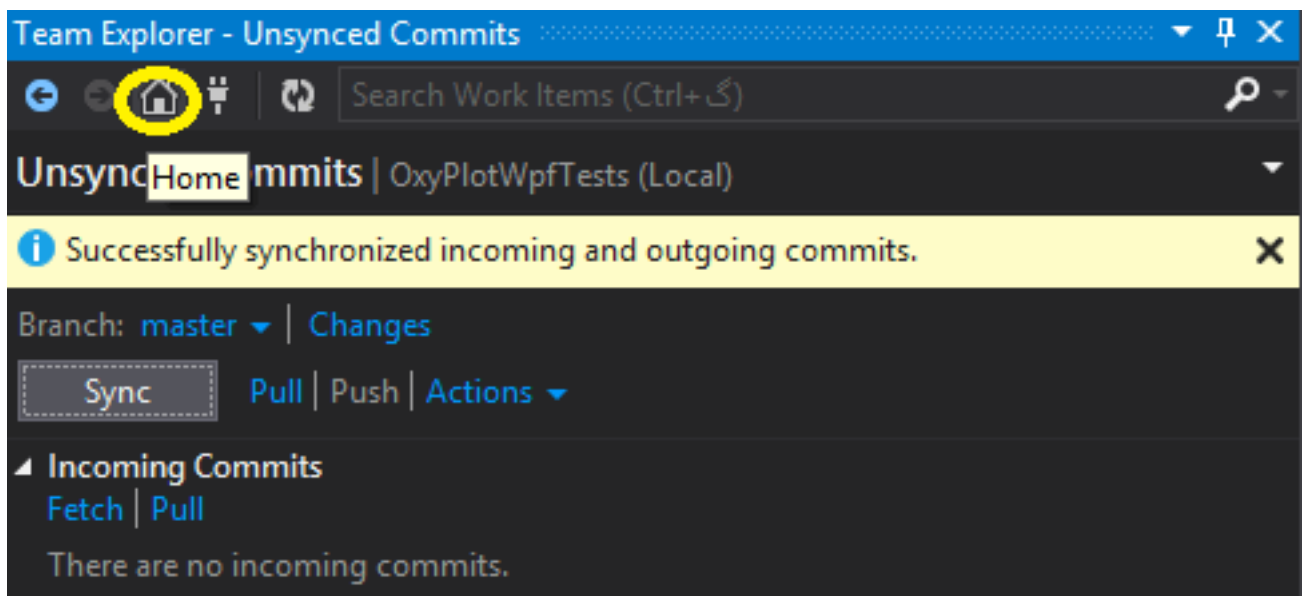 Team Explorer - Unsynced Commits
Search Work Items (Ctrl+گ)
Home
mmits | OxyPlotWpfTests (Local)
Successfully synchronized incoming and outgoing commits.
Branch: master | Changes
Sync Pull | Push | Actions
Incoming Commits
Fetch | Pull
There are no incoming commits.